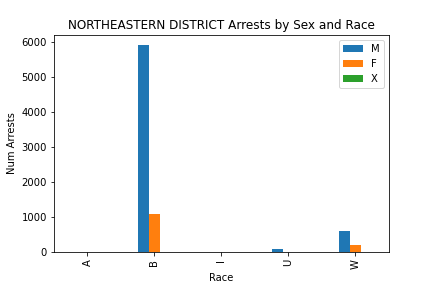 NORTHEASTERN DISTRICT Arrests by Sex and Race
M
F
X
6000
5000
4000
3000
2000
1000
0
Num Arrests
A
B
I
U
W
Race